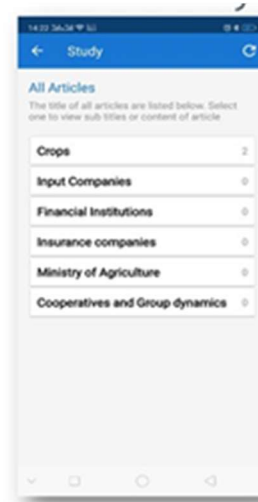 Study
All Articles
The title of all articles are listed below. Select
one to view sub titles or content of article
Crops 2
Input Companies 0
Financial Institutions 0
Insurance companies 0
Ministry of Agriculture 0
Cooperatives and Group dynamics 0